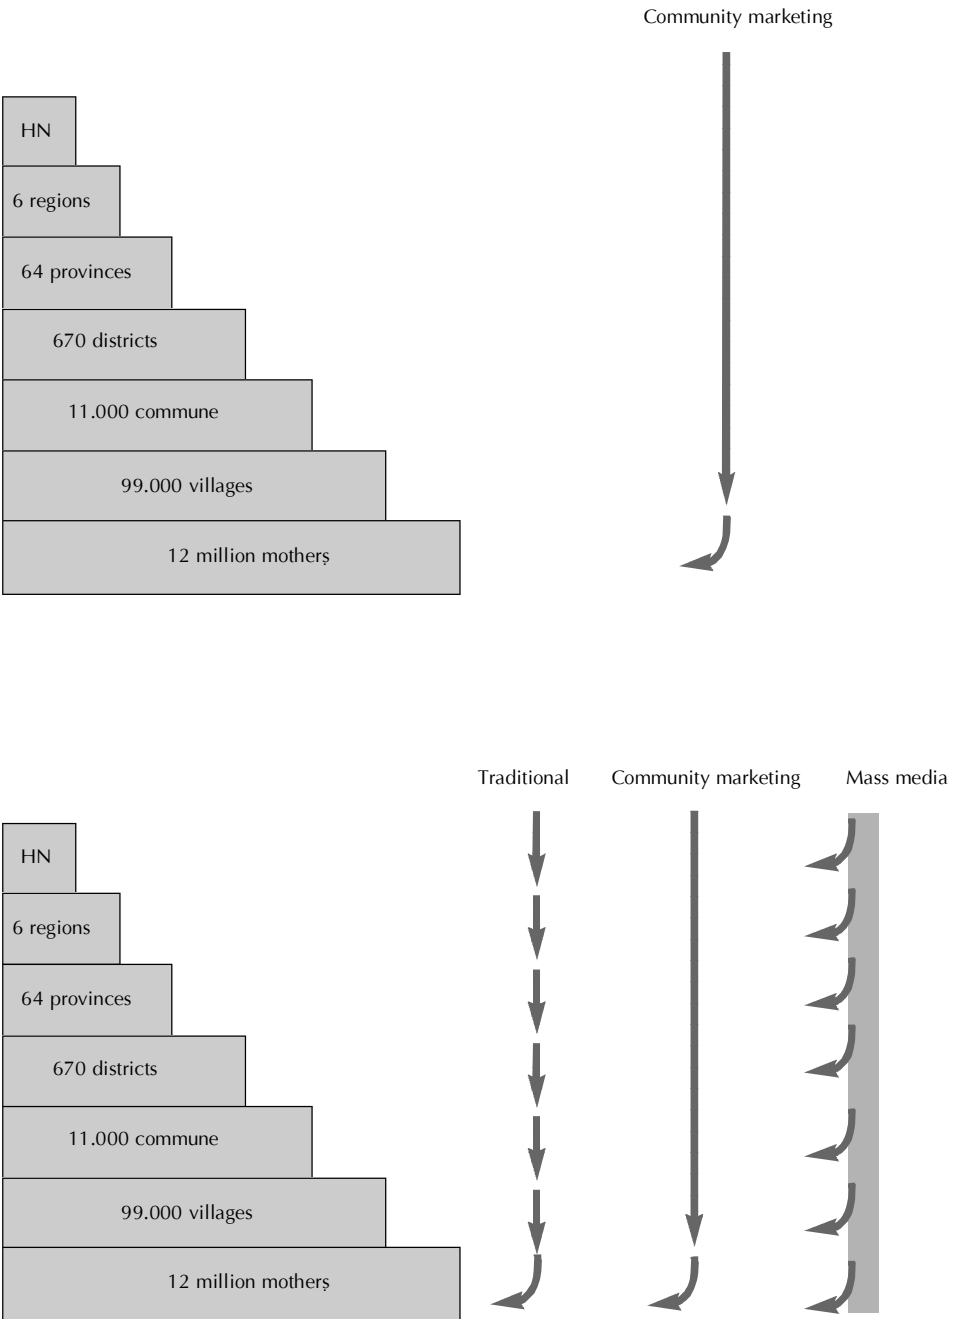 Community marketing
HN
6 regions
64 provinces
670 districts
11.000 commune
99.000 villages
12 million mothers
Traditional
Community marketing
Mass media
HN
6 regions
64 provinces
670 districts
11.000 commune
99.000 villages
12 million mothers